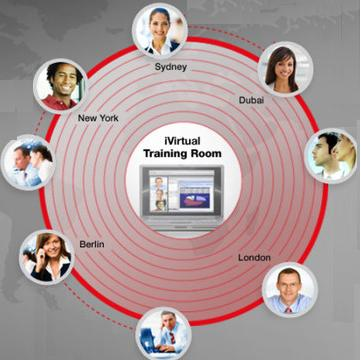 Sydney
Dubai
New York
iVirtual
Training Room
Berlin
London